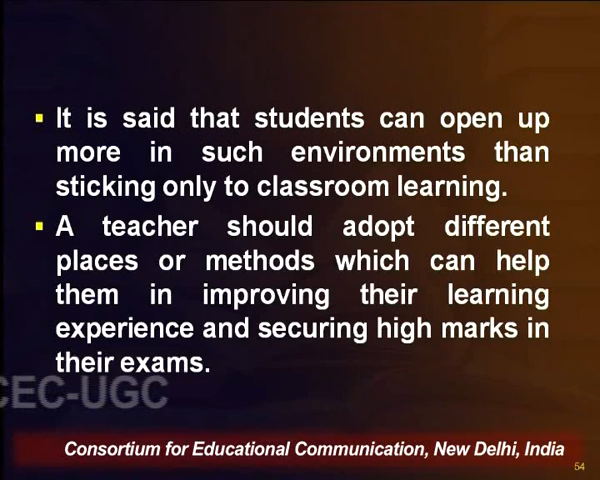 ▪ It is said that students can open up
more in such environments than
sticking only to classroom learning.
▪ A teacher should adopt different
places or methods which can help
them in improving their learning
experience and securing high marks in
their exams.
CEC-UGC
Consortium for Educational Communication, New Delhi, India
54